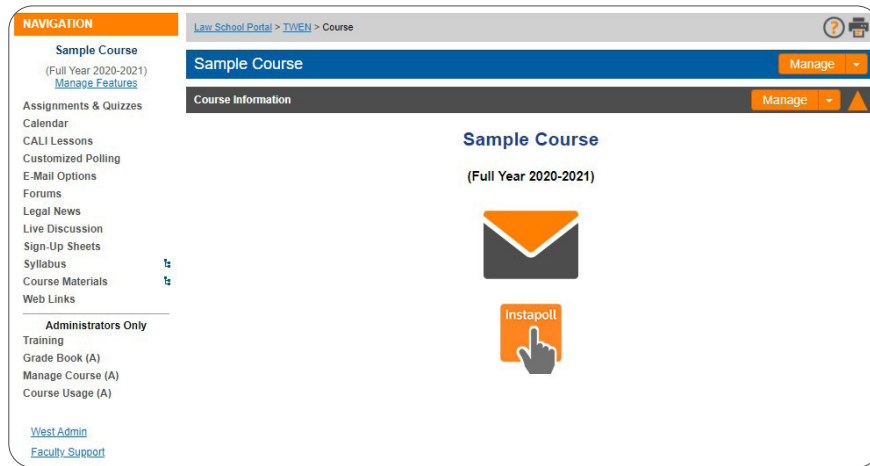 NAVIGATION
Sample Course
(Full Year 2020-2021)
Manage Features
Assignments & Quizzes
Calendar
CALI Lessons
Customized Polling
E-Mail Options
Forums
Legal News
Live Discussion
Sign-Up Sheets
Syllabus
Course Materials
Web Links
Administrators Only
Training
Grade Book (A)
Manage Course (A)
Course Usage (A)
West Admin
Faculty Support
Law School Portal > TWEN > Course
?
Sample Course
Manage
Course Information
Manage
Sample Course
(Full Year 2020-2021)
Instapoll